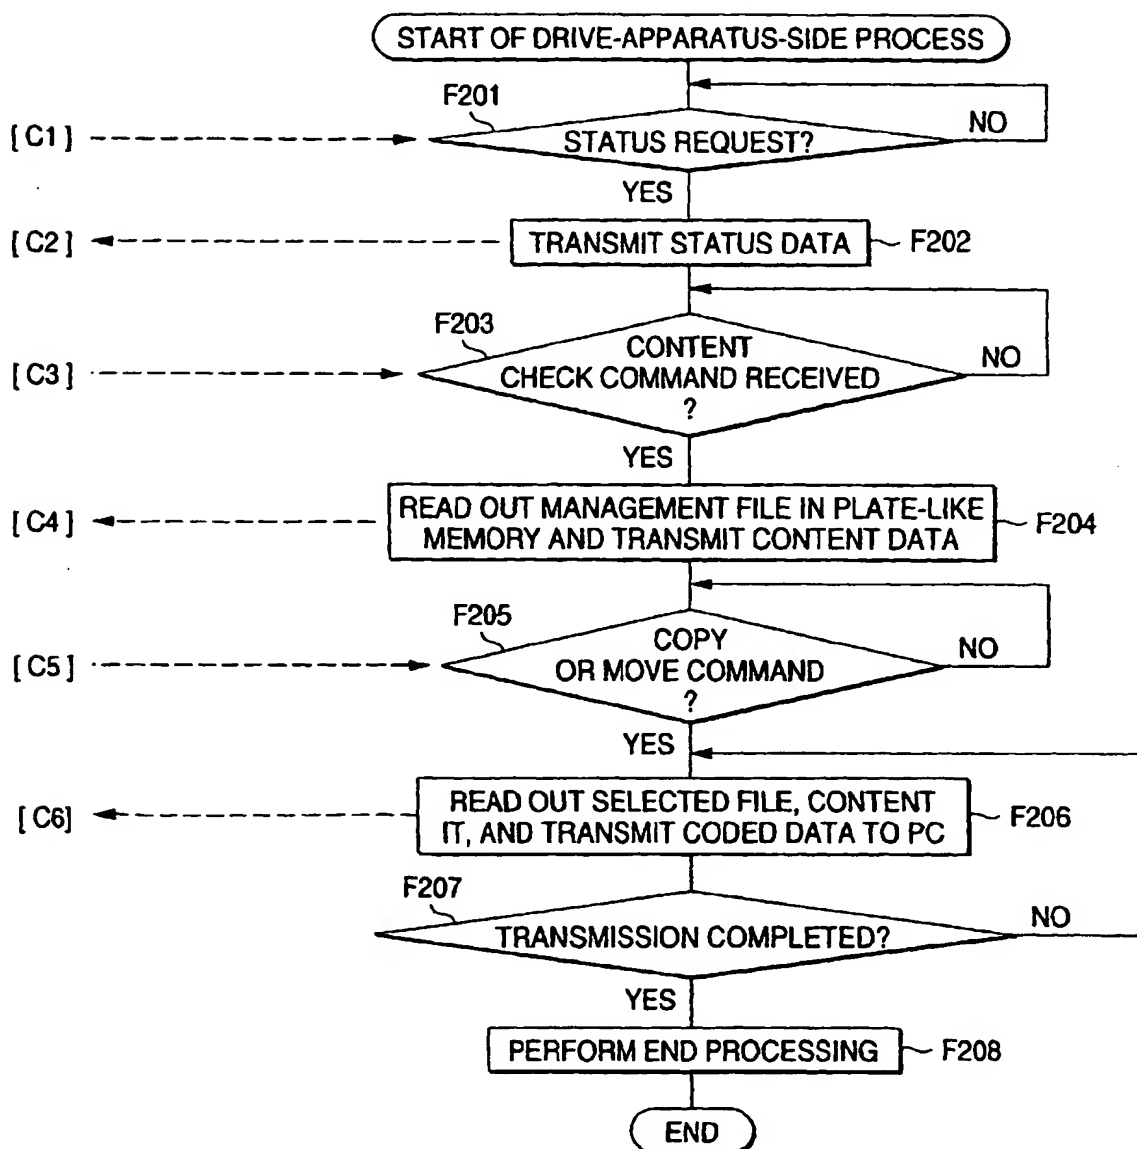 START OF DRIVE-APPARATUS-SIDE PROCESS
F201
[C1]
STATUS REQUEST?
NO
YES
[C2]
TRANSMIT STATUS DATA
F202
F203
[C3]
CONTENT
CHECK COMMAND RECEIVED
?
NO
YES
[C4]
READ OUT MANAGEMENT FILE IN PLATE-LIKE
MEMORY AND TRANSMIT CONTENT DATA
F204
F205
[C5]
COPY
OR MOVE COMMAND
?
NO
YES
[C6]
READ OUT SELECTED FILE, CONTENT
IT, AND TRANSMIT CODED DATA TO PC
F206
F207
TRANSMISSION COMPLETED?
NO
YES
PERFORM END PROCESSING
F208
END